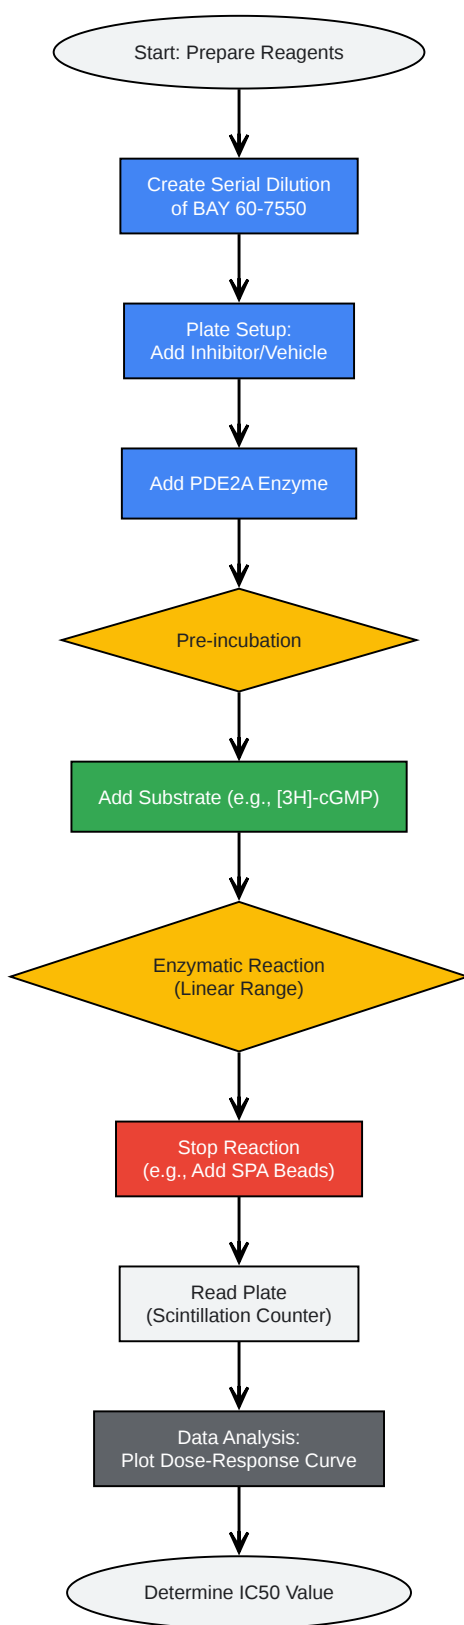 Start: Prepare Reagents
Create Serial Dilution
of BAY 60-7550
Plate Setup:
Add Inhibitor/Vehicle
Add PDE2A Enzyme
Pre-incubation
Add Substrate (e.g., [3H]-cGMP)
Enzymatic Reaction
(Linear Range)
Stop Reaction
(e.g., Add SPA Beads)
Read Plate
(Scintillation Counter)
Data Analysis:
Plot Dose-Response Curve
Determine IC50 Value